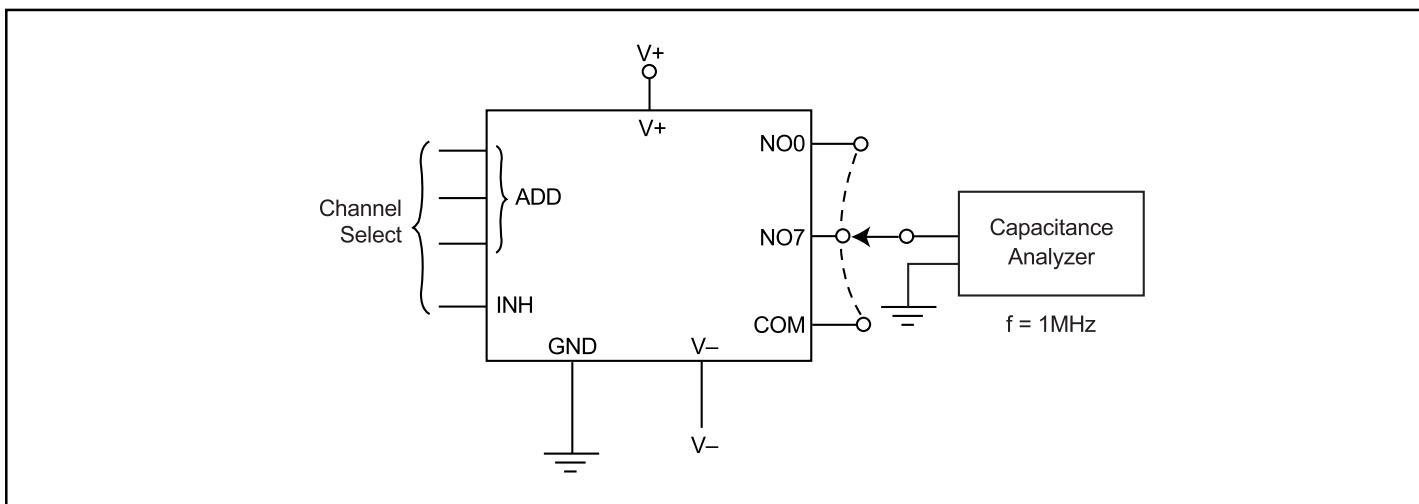 V+
V+
NO0
ADD
Channel
Select
NO7
Capacitance
Analyzer
INH
COM
f = 1MHz
GND
V–
V–